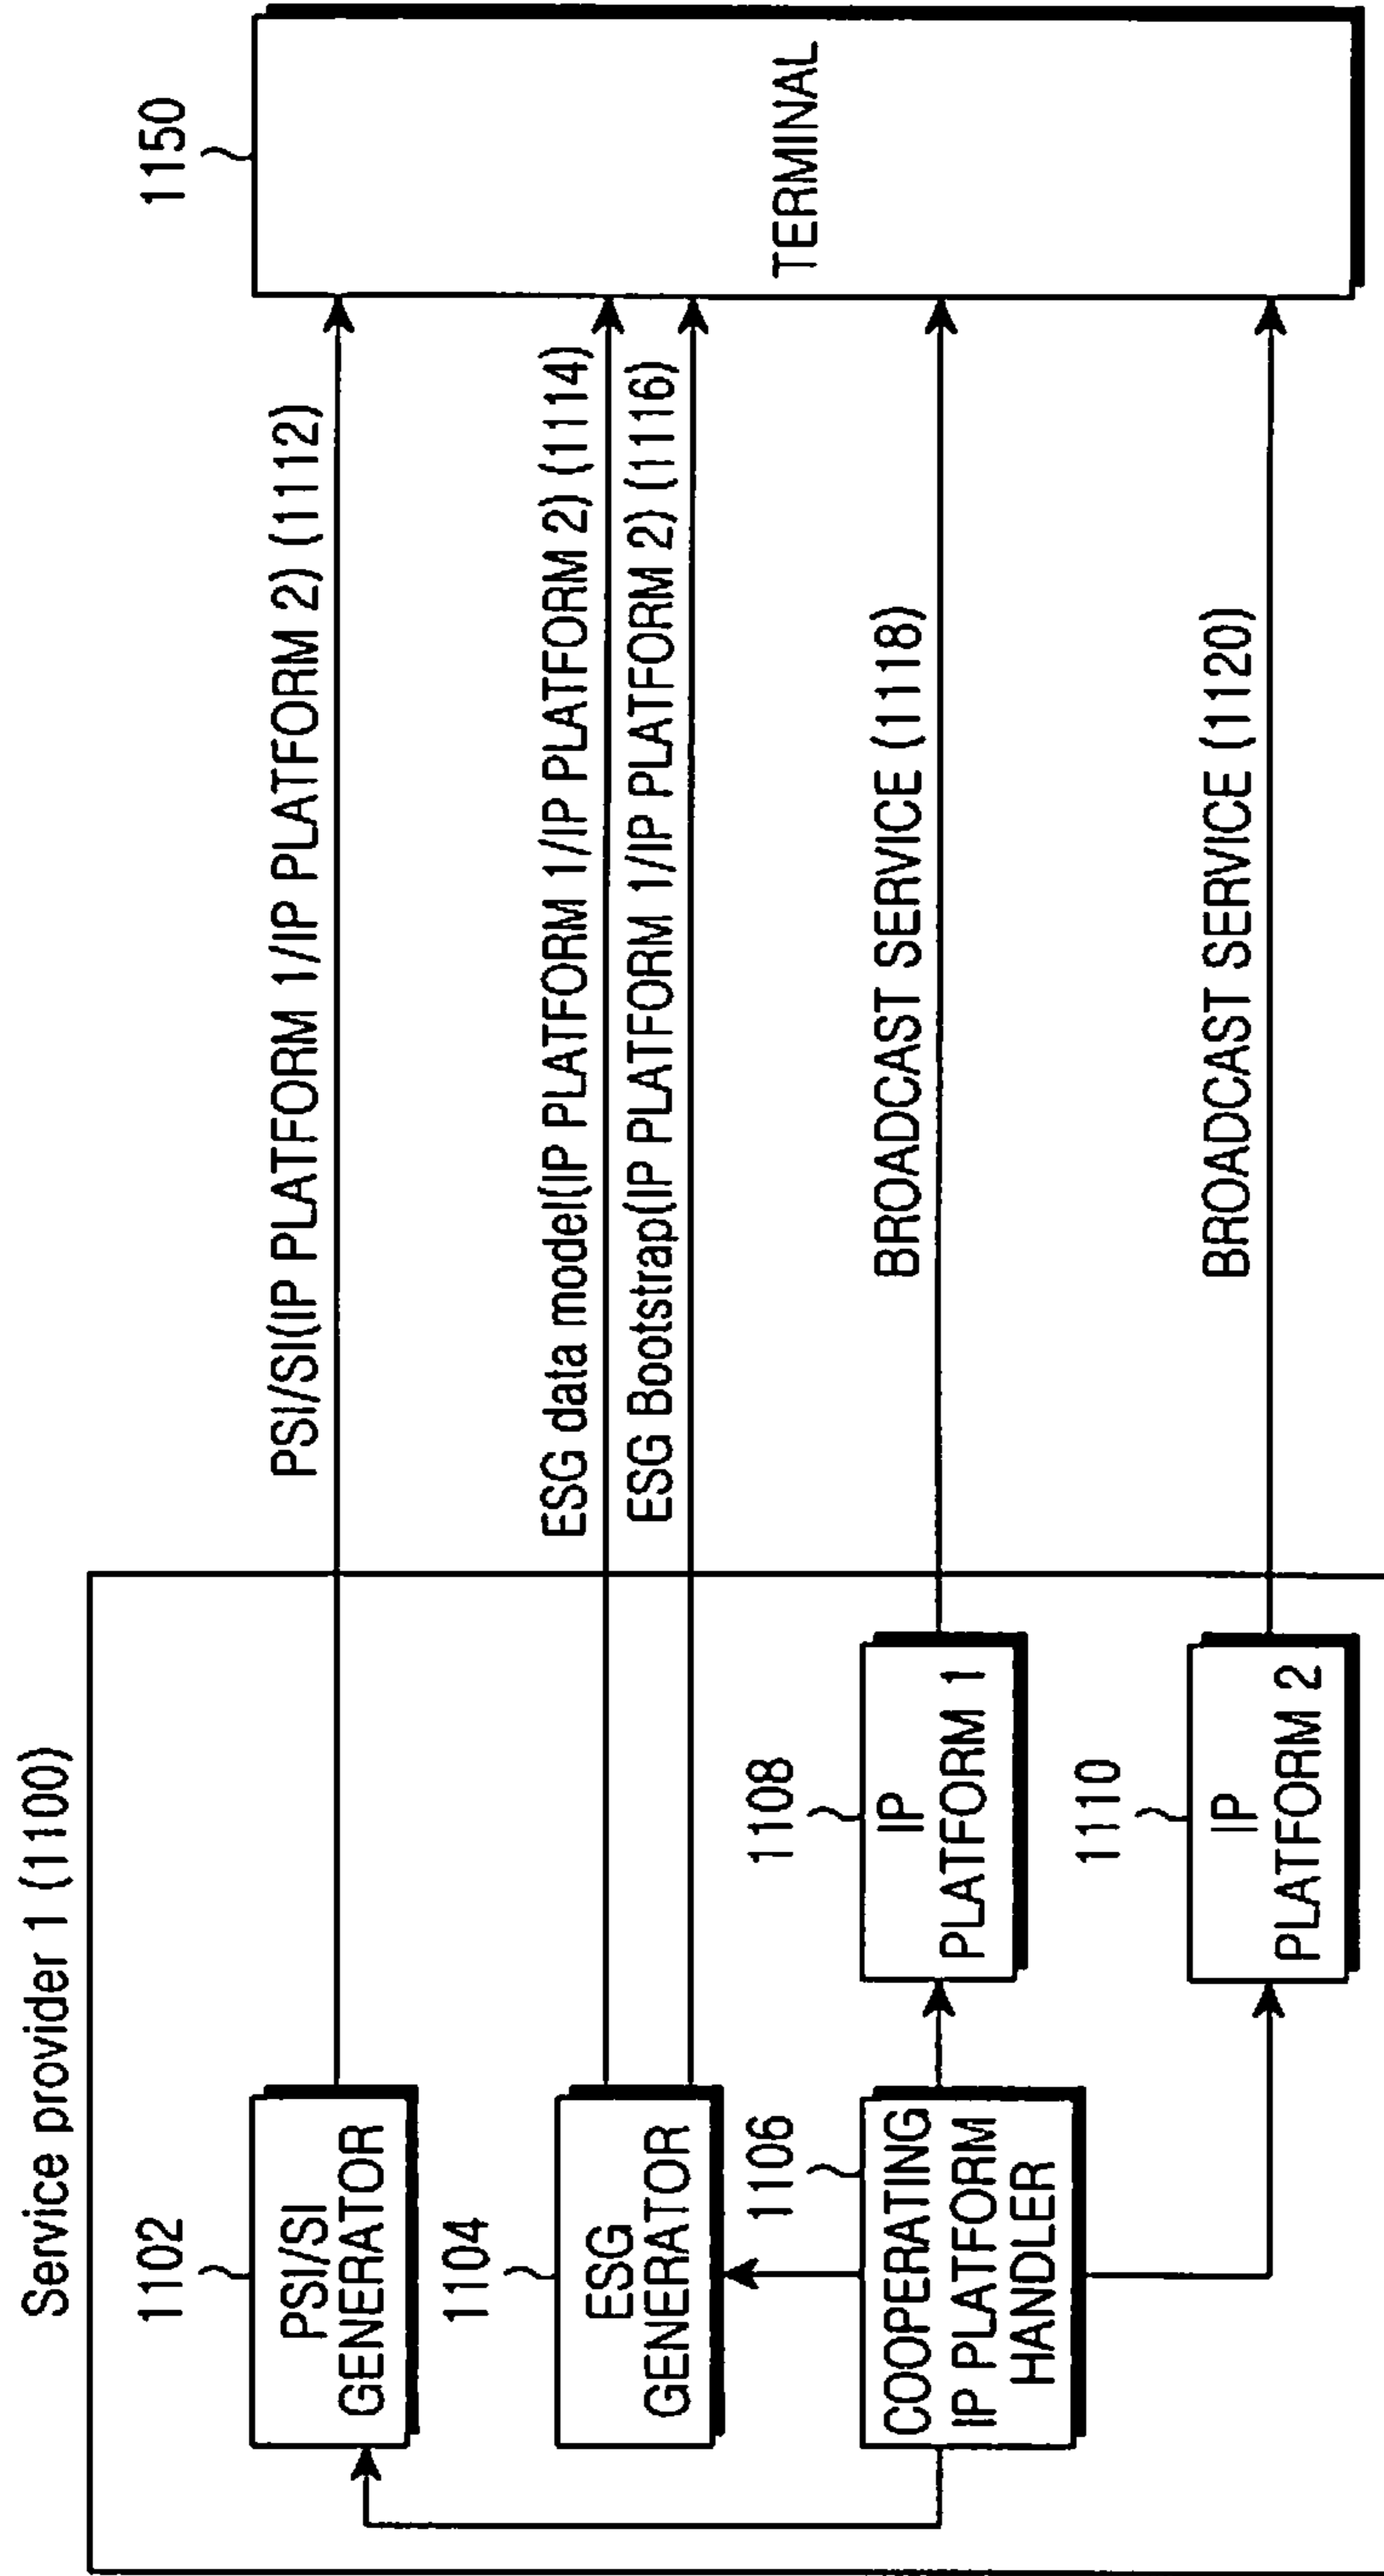 Service provider 1 (1100)
1102
PSI/SI
GENERATOR
1104
ESG
GENERATOR
1106
COOPERATING
IP PLATFORM
HANDLER
1108
IP
PLATFORM 1
1110
IP
PLATFORM 2
PSI/SI(IP PLATFORM 1/IP PLATFORM 2) (1112)
ESG data model(IP PLATFORM 1/IP PLATFORM 2) (1114)
ESG Bootstrap(IP PLATFORM 1/IP PLATFORM 2) (1116)
BROADCAST SERVICE (1118)
BROADCAST SERVICE (1120)
1150
TERMINAL